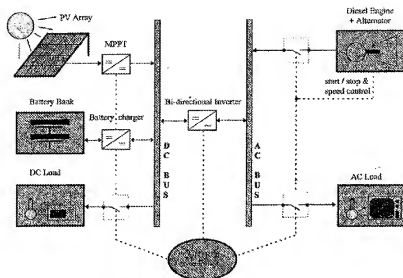 PV Array
MPPT
Diesel Engine
+ Alternator
start / stop &
speed control
Battery Bank
Battery charger
Bi-directional Inverter
DC BUS
AC BUS
DC Load
AC Load